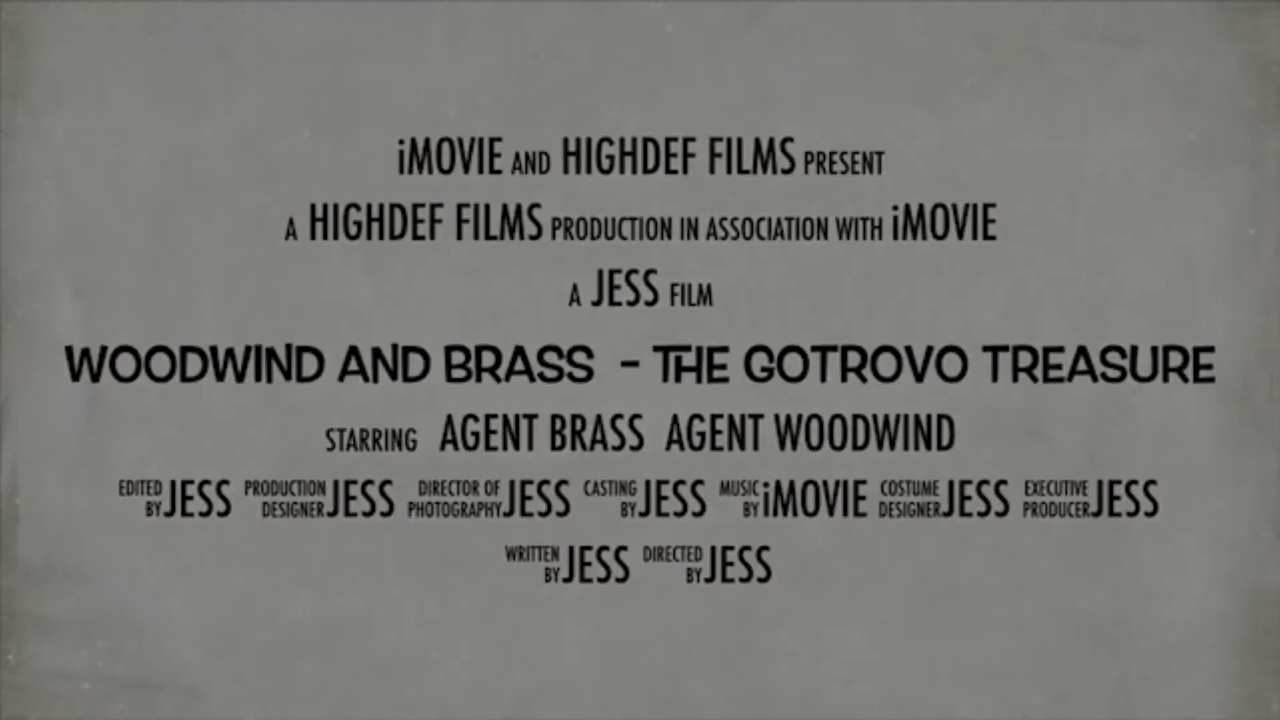 iMOVIE AND HIGHDEF FILMS PRESENT
A HIGHDEF FILMS PRODUCTION IN ASSOCIATION WITH iMOVIE
A JESS FILM
WOODWIND AND BRASS - THE GOTROVO TREASURE
STARRING AGENT BRASS AGENT WOODWIND
EDITED BY JESS PRODUCTION DESIGNER JESS DIRECTOR OF PHOTOGRAPHY JESS CASTING BY JESS MUSIC BY iMOVIE COSTUME DESIGNER JESS EXECUTIVE PRODUCER JESS
WRITTEN BY JESS DIRECTED BY JESS